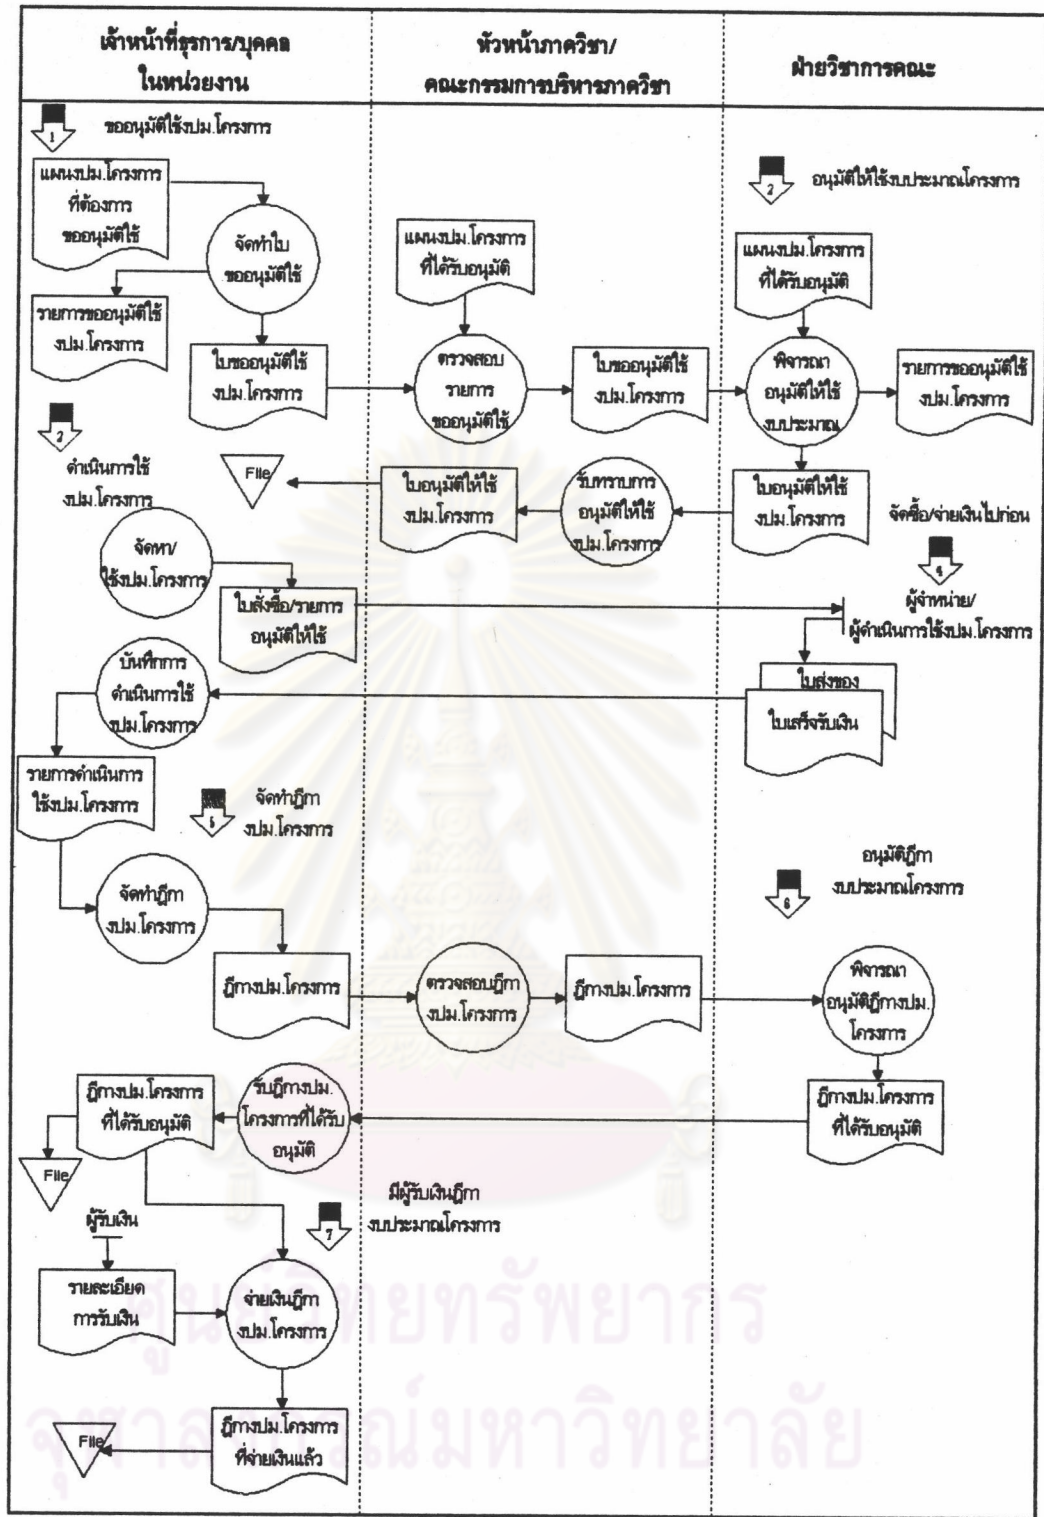 เจ้าหน้าที่ธุรการ/บุคคล
ในหน่วยงาน
หัวหน้าภาควิชา/
คณะกรรมการบริหารภาควิชา
ฝ่ายวิชาการคณะ
1
ขออนุมัติใช้งปม.โครงการ
แผนงปม.โครงการ
ที่ต้องการ
ขออนุมัติใช้
จัดทำใบ
ขออนุมัติใช้
รายการขออนุมัติใช้
งปม.โครงการ
ใบขออนุมัติใช้
งปม.โครงการ
แผนงปม.โครงการ
ที่ได้รับอนุมัติ
ตรวจสอบ
รายการ
ขออนุมัติใช้
ใบขออนุมัติใช้
งปม.โครงการ
2
อนุมัติให้ใช้งบประมาณโครงการ
แผนงปม.โครงการ
ที่ได้รับอนุมัติ
พิจารณา
อนุมัติให้ใช้
งบประมาณ
รายการขออนุมัติใช้
งปม.โครงการ
3
ดำเนินการใช้
งปม.โครงการ
File
ใบอนุมัติให้ใช้
งปม.โครงการ
รับทราบการ
อนุมัติให้ใช้
งปม.โครงการ
ใบอนุมัติให้ใช้
งปม.โครงการ
จัดซื้อ/จ่ายเงินไปก่อน
4
จัดหา/
ใช้งปม.โครงการ
ใบสั่งซื้อ/รายการ
อนุมัติให้ใช้
ผู้จำหน่าย/
ผู้ดำเนินการใช้งปม.โครงการ
บันทึกการ
ดำเนินการใช้
งปม.โครงการ
ใบส่งของ
ใบเสร็จรับเงิน
รายการดำเนินการ
ใช้งปม.โครงการ
5
จัดทำฎีกา
งปม.โครงการ
จัดทำฎีกา
งปม.โครงการ
อนุมัติฎีกา
งบประมาณโครงการ
6
ฎีกางปม.โครงการ
ตรวจสอบฎีกา
งปม.โครงการ
ฎีกางปม.โครงการ
พิจารณา
อนุมัติฎีกางปม.
โครงการ
ฎีกางปม.โครงการ
ที่ได้รับอนุมัติ
รับฎีกางปม.
โครงการที่ได้รับ
อนุมัติ
ฎีกางปม.โครงการ
ที่ได้รับอนุมัติ
File
7
มีผู้รับเงินฎีกา
งบประมาณโครงการ
ผู้รับเงิน
รายละเอียด
การรับเงิน
จ่ายเงินฎีกา
งปม.โครงการ
ฎีกางปม.โครงการ
ที่จ่ายเงินแล้ว
File
ศูนย์วิทยทรัพยากร
จุฬาลงกรณ์มหาวิทยาลัย